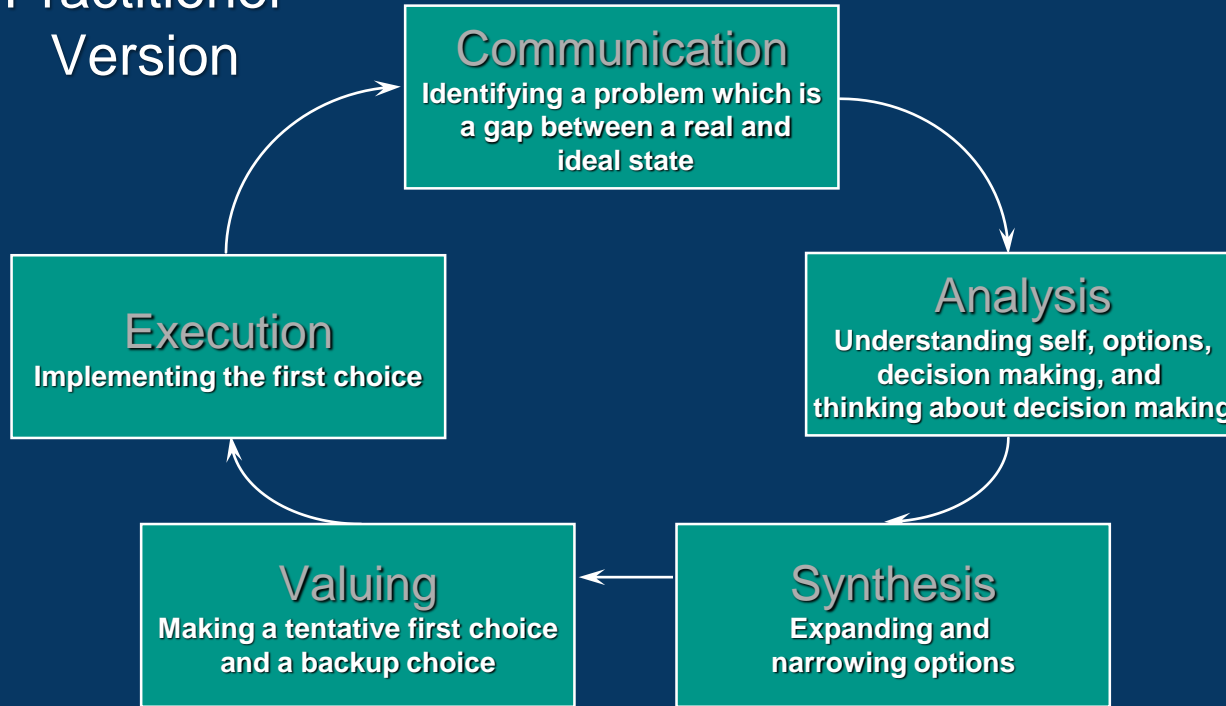 Practitioner
Version
Communication
Identifying a problem which is
a gap between a real and
ideal state
Analysis
Understanding self, options,
decision making, and
thinking about decision making
Synthesis
Expanding and
narrowing options
Valuing
Making a tentative first choice
and a backup choice
Execution
Implementing the first choice